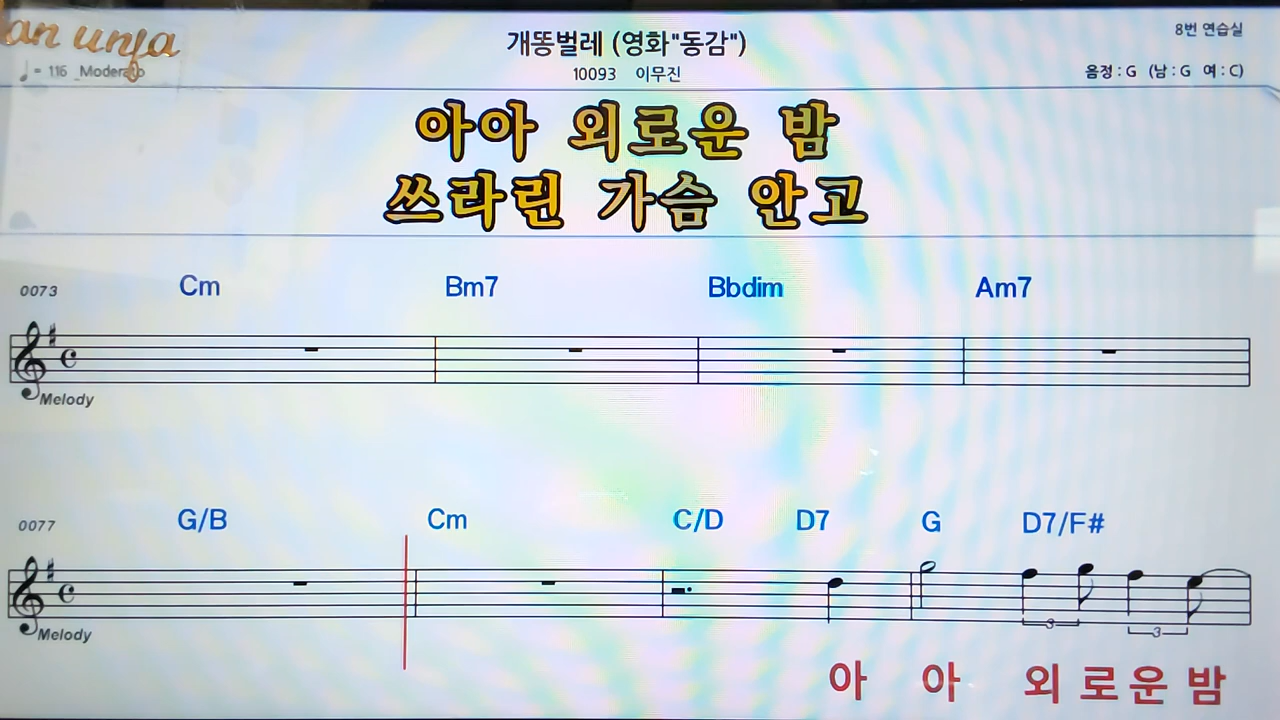 an unja
8번 연습실
개똥벌레 (영화"동감")
♩= 116 _Moderato
10093 이무진
음정 : G (남 : G 여 : C)
아아 외로운 밤
쓰라린 가슴 안고
0073 Cm Bm7 Bbdim Am7
Melody
0077 G/B Cm C/D D7 G D7/F#
Melody
3 3
아 아 외 로 운 밤